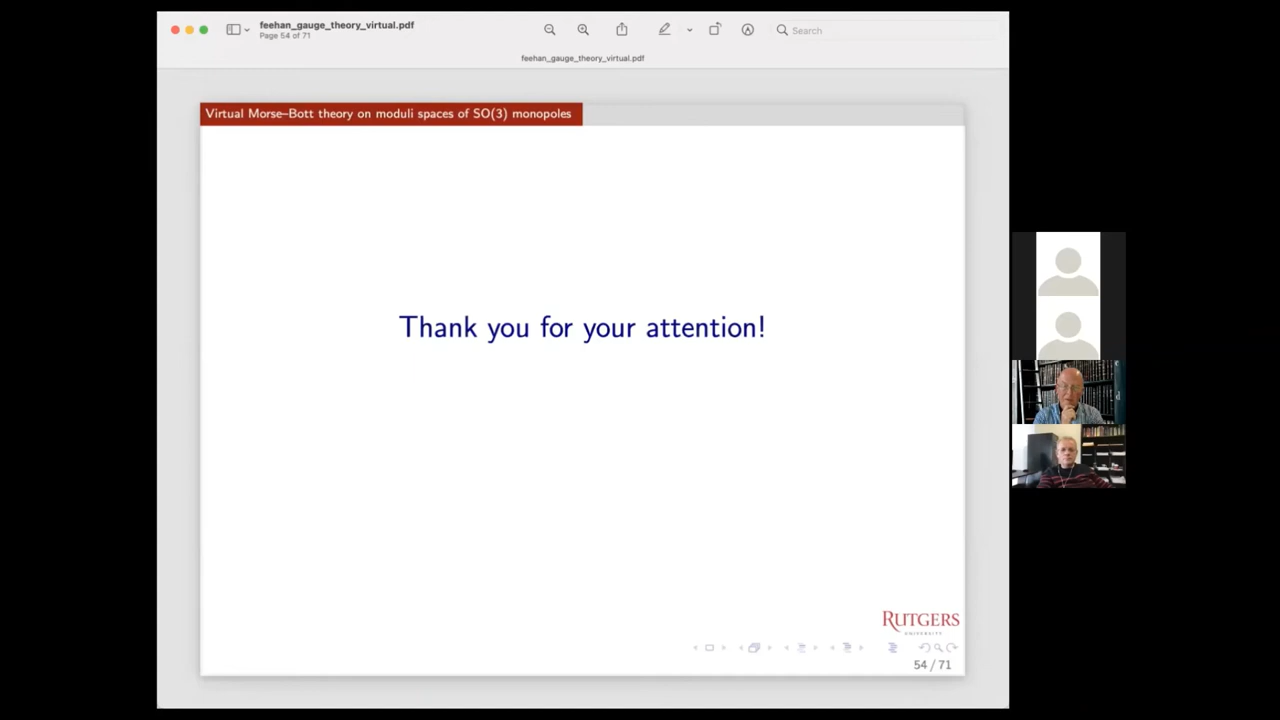 feehan_gauge_theory_virtual.pdf
Page 54 of 71
Search
feehan_gauge_theory_virtual.pdf
Virtual Morse–Bott theory on moduli spaces of SO(3) monopoles
Thank you for your attention!
RUTGERS
UNIVERSITY
54 / 71